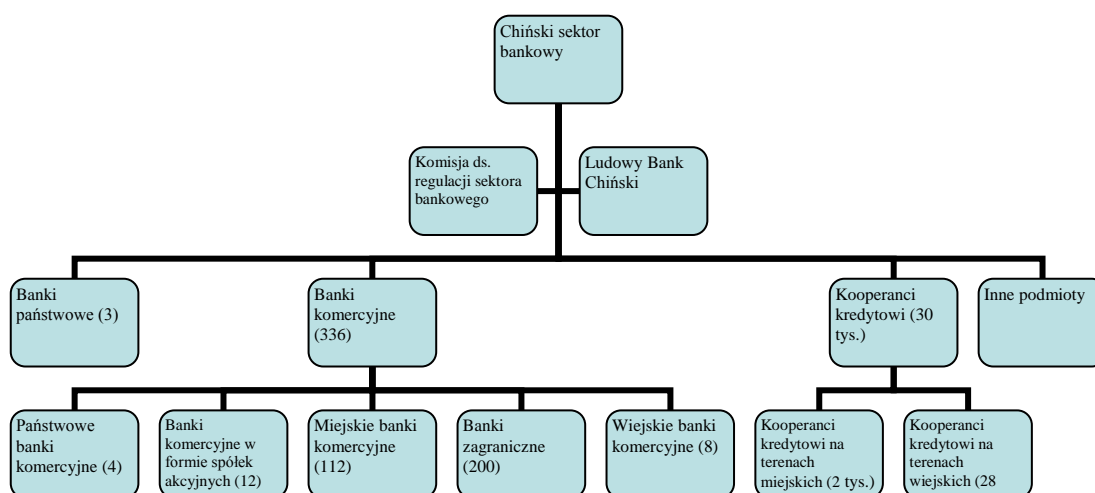 Chiński sektor
bankowy
Komisja ds.
regulacji sektora
bankowego
Ludowy Bank
Chiński
Banki
państwowe (3)
Banki
komercyjne
(336)
Kooperanci
kredytowi (30
tys.)
Inne podmioty
Państwowe
banki
komercyjne (4)
Banki
komercyjne w
formie spółek
akcyjnych (12)
Miejskie banki
komercyjne
(112)
Banki
zagraniczne
(200)
Wiejskie banki
komercyjne (8)
Kooperanci
kredytowi na
terenach
miejskich (2 tys.)
Kooperanci
kredytowi na
terenach
wiejskich (28